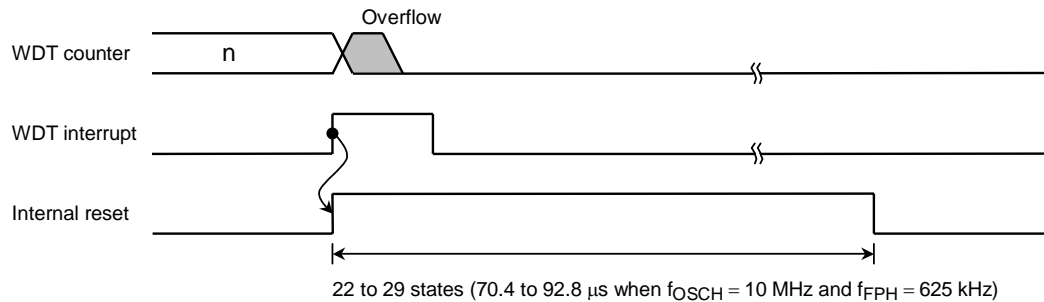 Overflow
WDT counter
n
WDT interrupt
Internal reset
22 to 29 states (70.4 to 92.8 μs when fOSCH = 10 MHz and fFPH = 625 kHz)